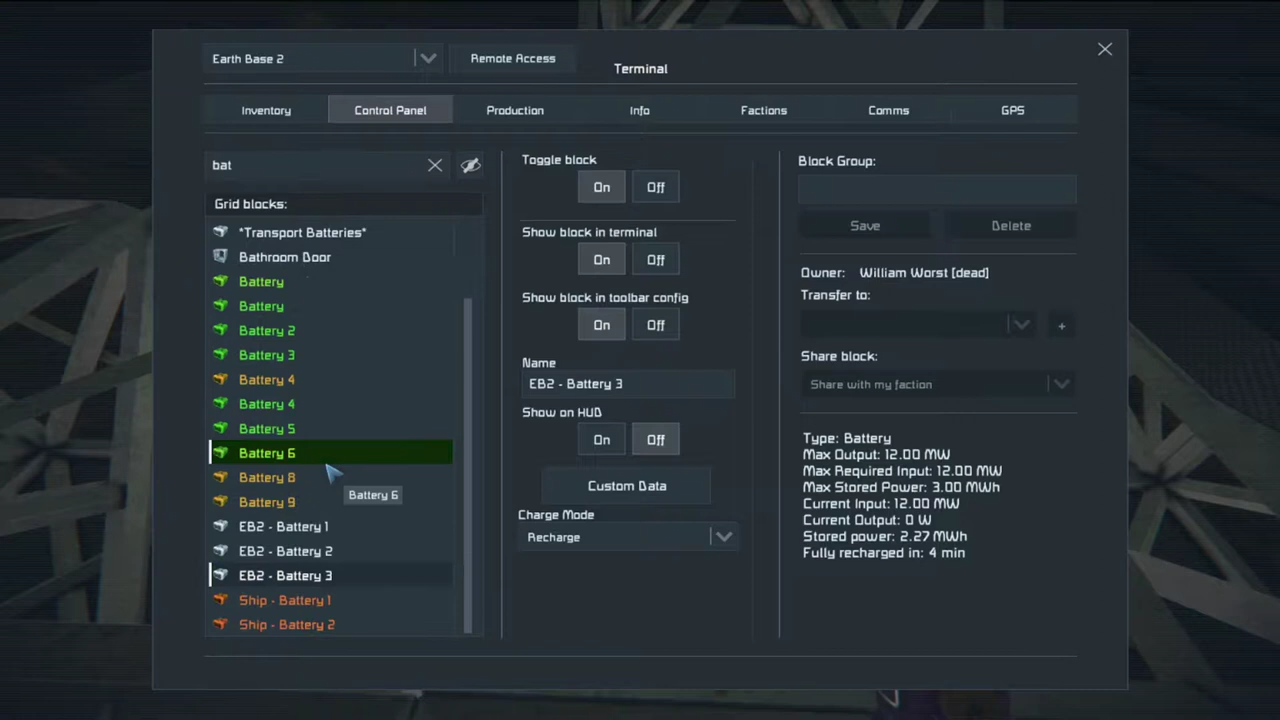 Earth Base 2
Remote Access
Terminal
Inventory
Control Panel
Production
Info
Factions
Comms
GPS
bat
Grid blocks:
*Transport Batteries*
Bathroom Door
Battery
Battery
Battery 2
Battery 3
Battery 4
Battery 4
Battery 5
Battery 6
Battery 8
Battery 9
EB2 - Battery 1
EB2 - Battery 2
EB2 - Battery 3
Ship - Battery 1
Ship - Battery 2
Battery 6
Toggle block
On
Off
Show block in terminal
On
Off
Show block in toolbar config
On
Off
Name
EB2 - Battery 3
Show on HUD
On
Off
Custom Data
Charge Mode
Recharge
Block Group:
Save
Delete
Owner: William Worst [dead]
Transfer to:
+
Share block:
Share with my faction
Type: Battery
Max Output: 12.00 MW
Max Required Input: 12.00 MW
Max Stored Power: 3.00 MWh
Current Input: 12.00 MW
Current Output: 0 W
Stored power: 2.27 MWh
Fully recharged in: 4 min